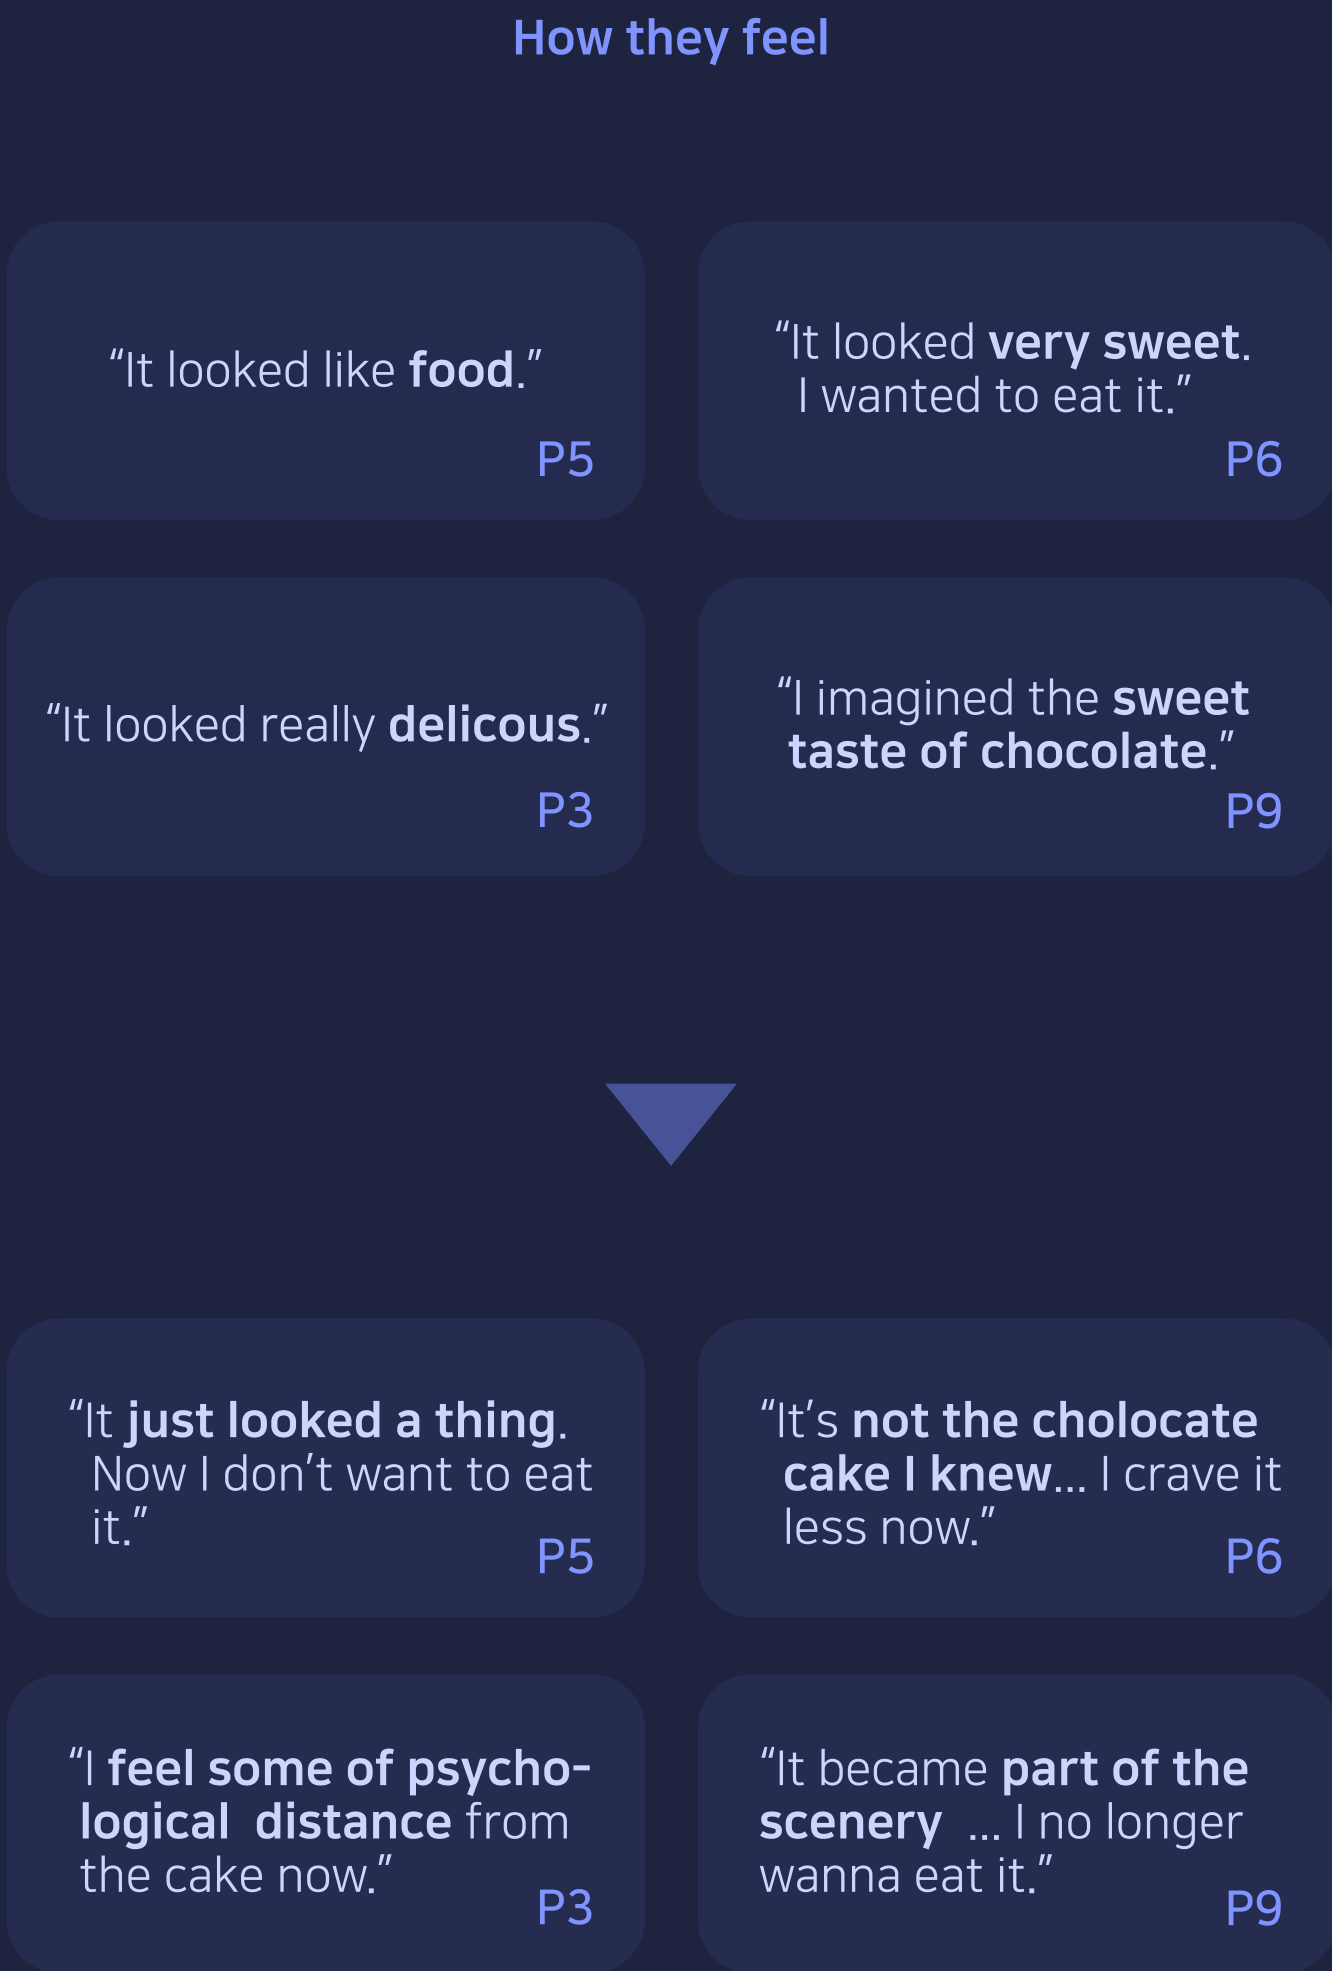 How they feel
“It looked like food.”
P5
“It looked very sweet.
I wanted to eat it.”
P6
“It looked really delicous.”
P3
“I imagined the sweet
taste of chocolate.”
P9
“It just looked a thing.
Now I don’t want to eat
it.”
P5
“It’s not the cholocate
cake I knew... I crave it
less now.”
P6
“I feel some of psycho-
logical distance from
the cake now.”
P3
“It became part of the
scenery ... I no longer
wanna eat it.”
P9